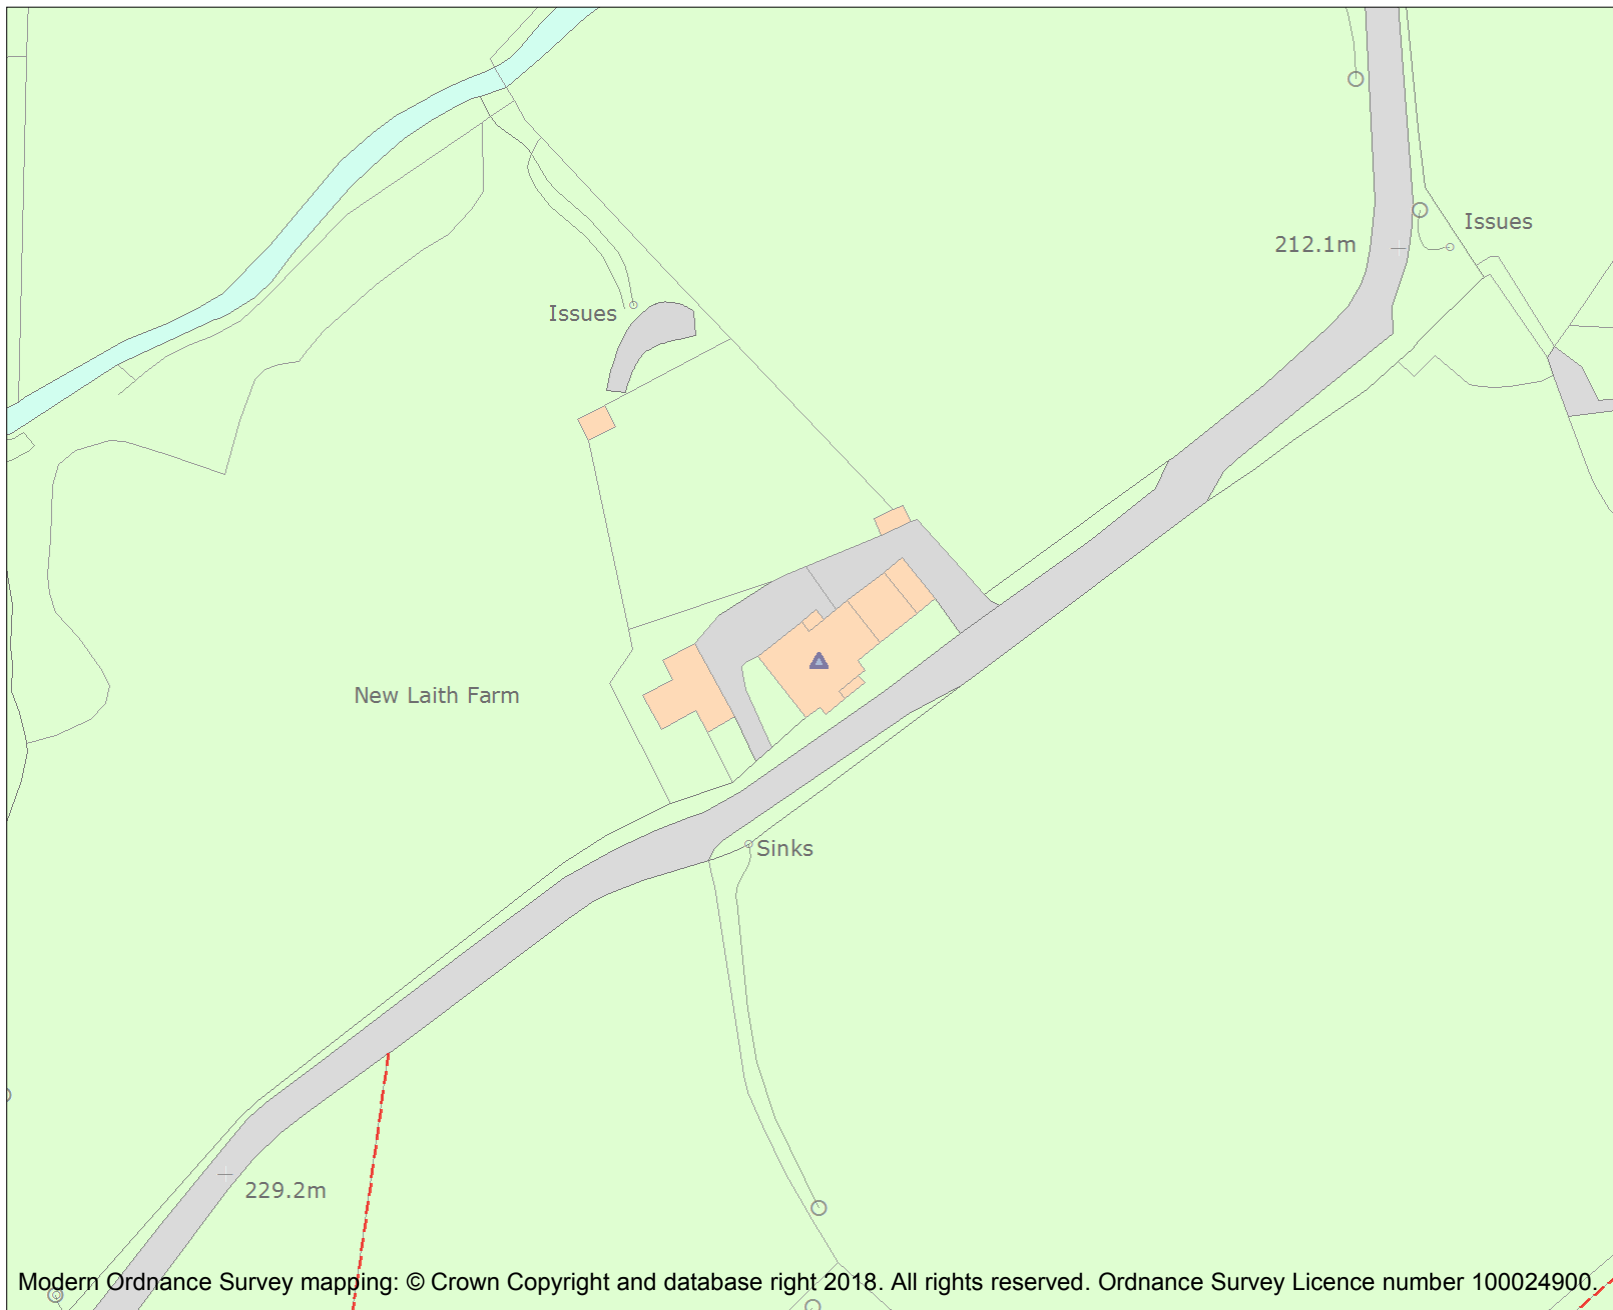 Issues
212.1m
Issues
New Laith Farm
Sinks
229.2m
Modern Ordnance Survey mapping: © Crown Copyright and database right 2018. All rights reserved. Ordnance Survey Licence number 100024900.